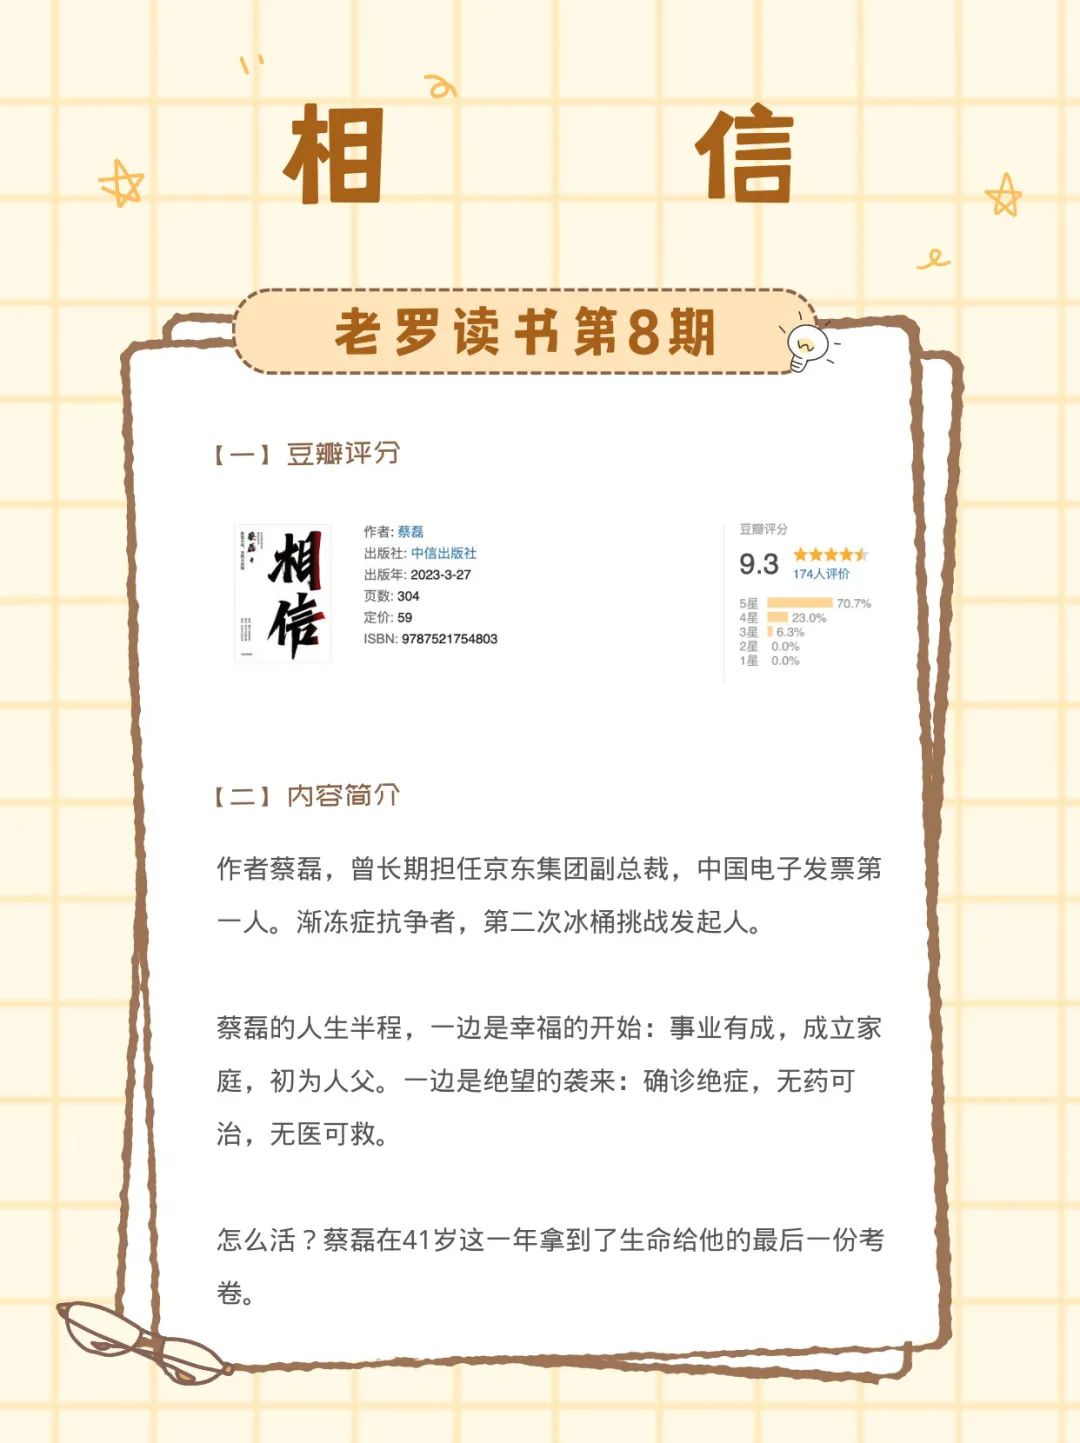 相 信
老罗读书第8期
【一】豆瓣评分
相信
蔡磊 著
作者: 蔡磊
出版社: 中信出版社
出版年: 2023-3-27
页数: 304
定价: 59
ISBN: 9787521754803
豆瓣评分
9.3
174人评价
5星 70.7%
4星 23.0%
3星 6.3%
2星 0.0%
1星 0.0%
【二】内容简介
作者蔡磊，曾长期担任京东集团副总裁，中国电子发票第
一人。渐冻症抗争者，第二次冰桶挑战发起人。
蔡磊的人生半程，一边是幸福的开始：事业有成，成立家
庭，初为人父。一边是绝望的袭来：确诊绝症，无药可
治，无医可救。
怎么活？蔡磊在41岁这一年拿到了生命给他的最后一份考
卷。